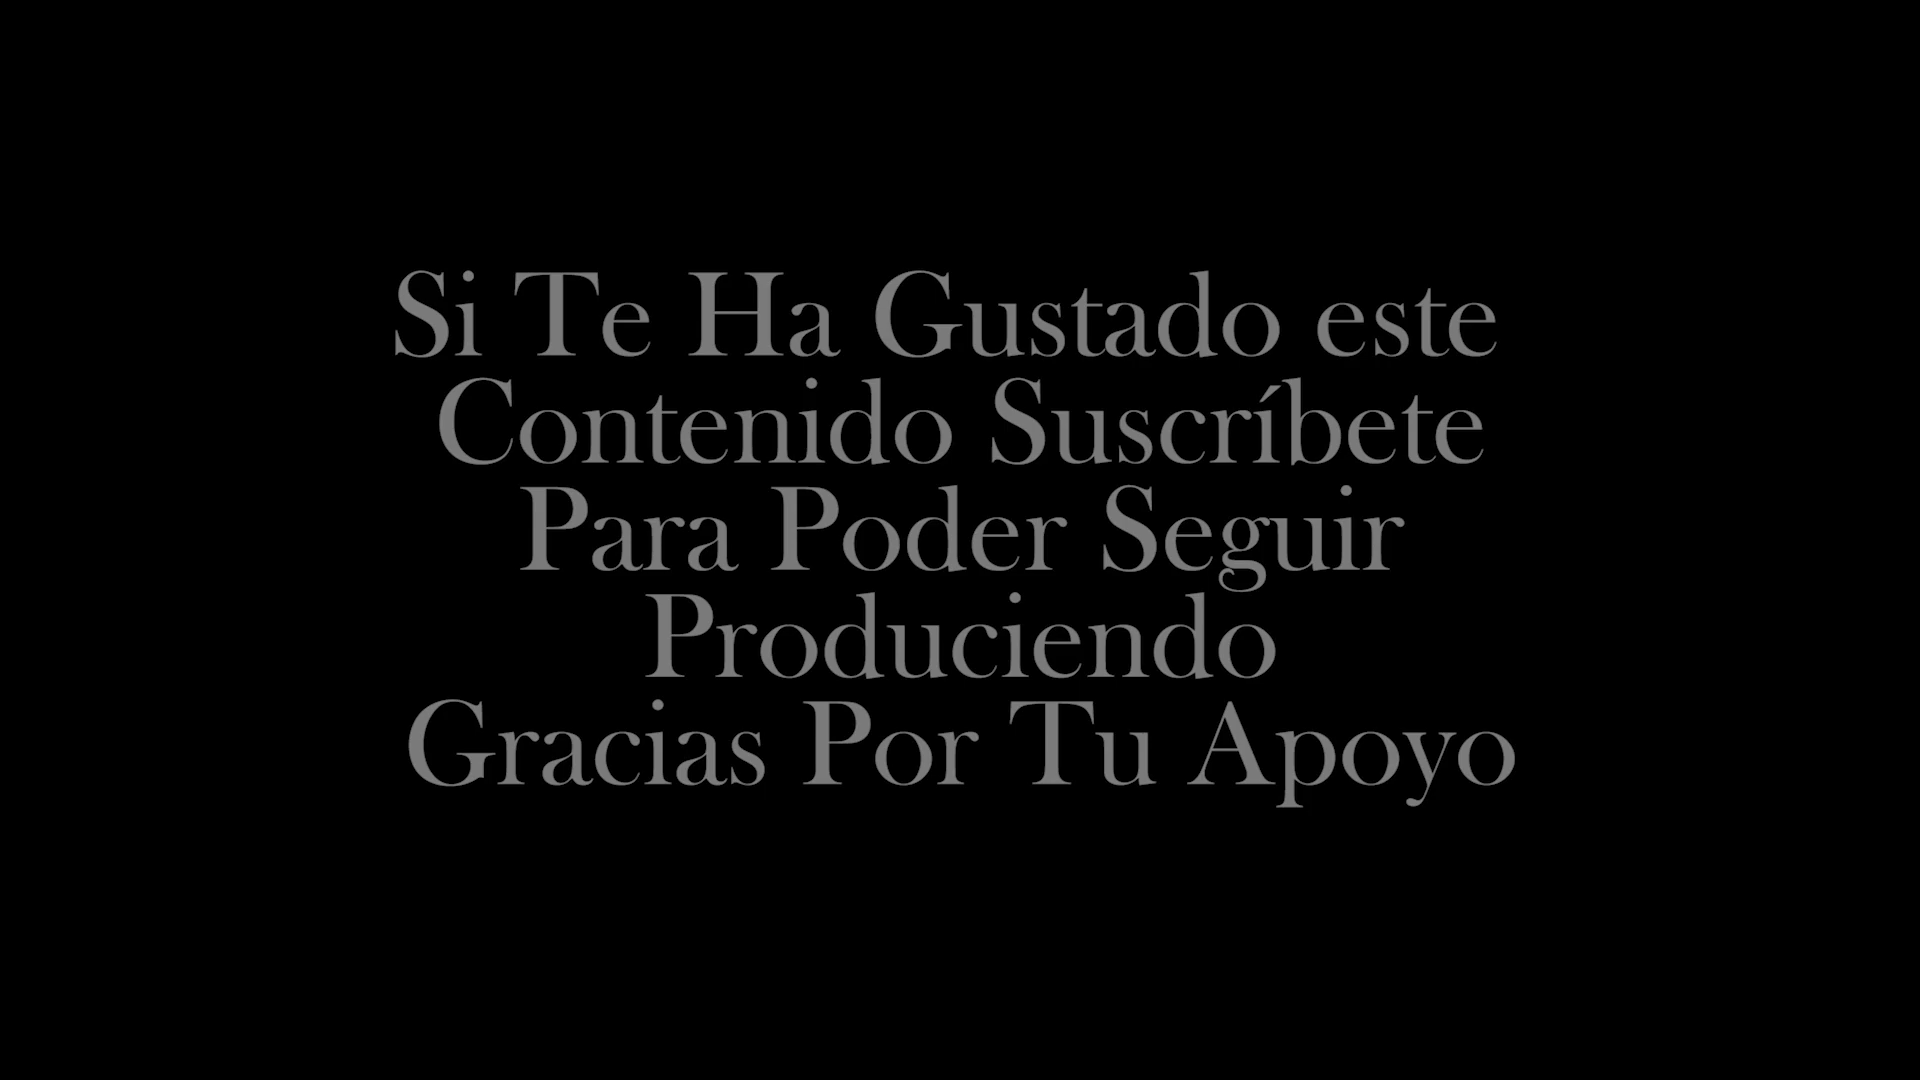 Si Te Ha Gustado este
Contenido Suscríbete
Para Poder Seguir
Produciendo
Gracias Por Tu Apoyo